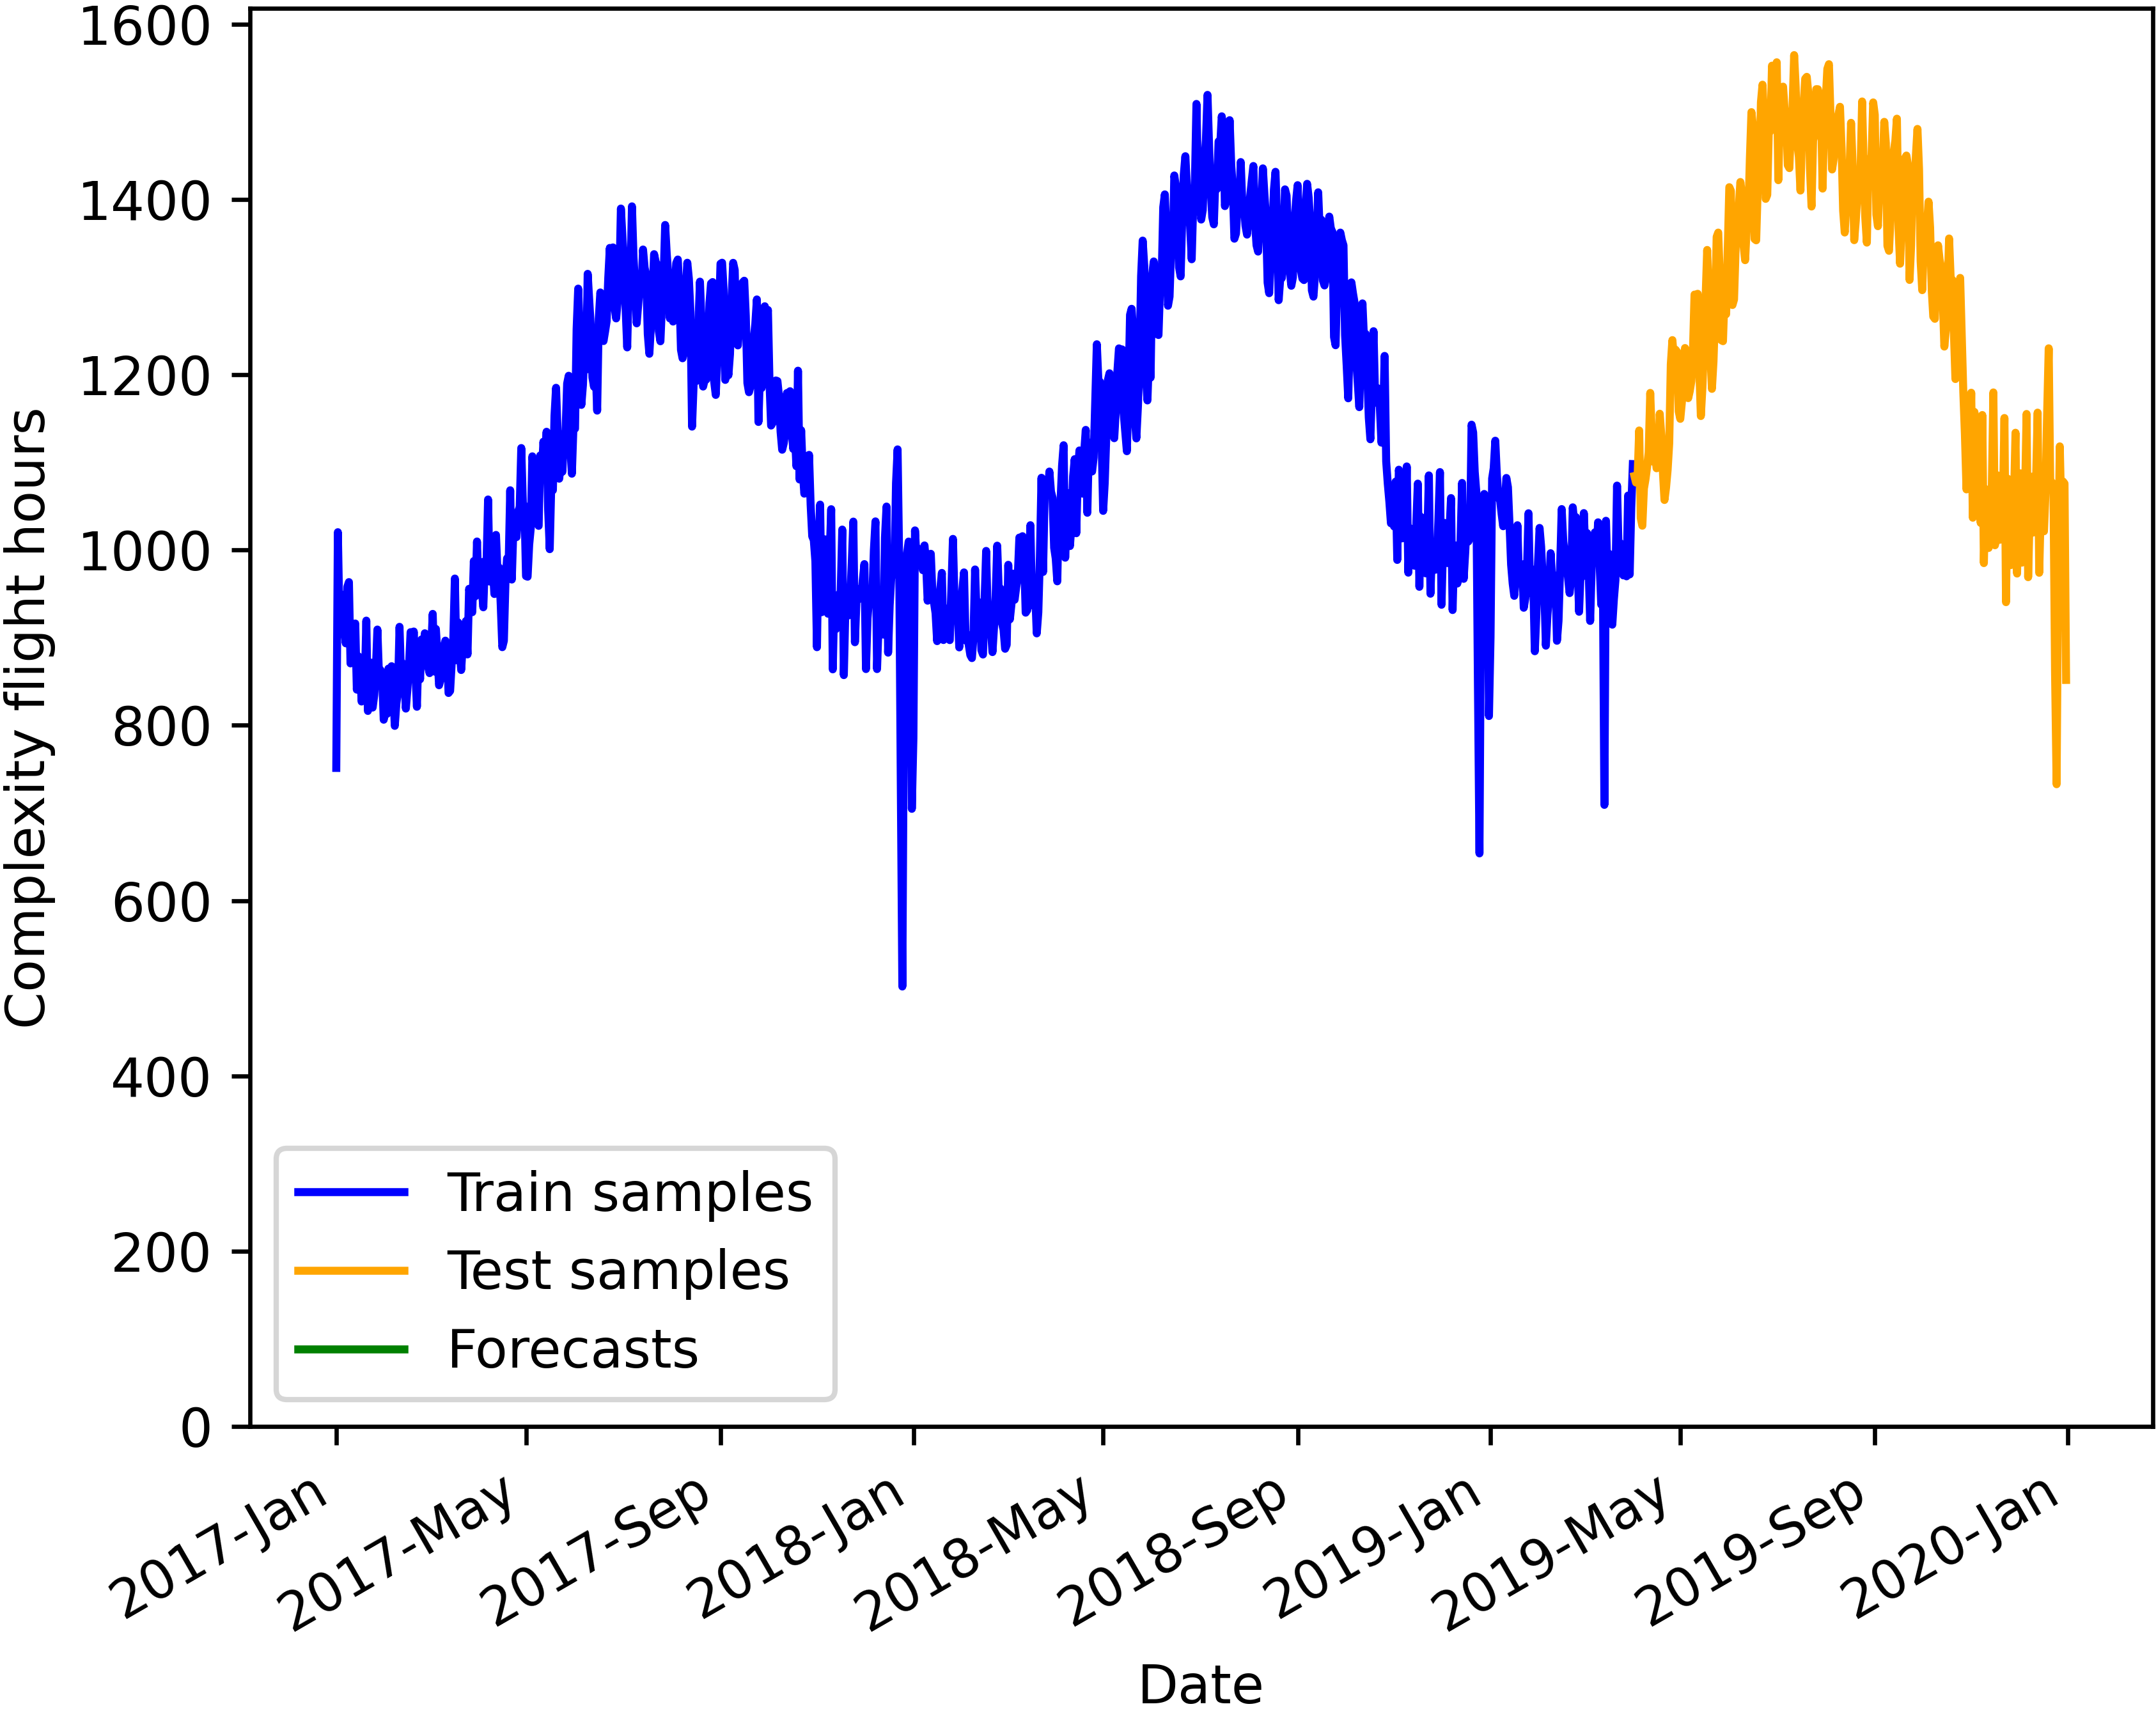 Complexity flight hours
1600
1400
1200
1000
800
600
400
200
0
Train samples
Test samples
Forecasts
2017-Jan
2017-May
2017-Sep
2018-Jan
2018-May
2018-Sep
2019-Jan
2019-May
2019-Sep
2020-Jan
Date